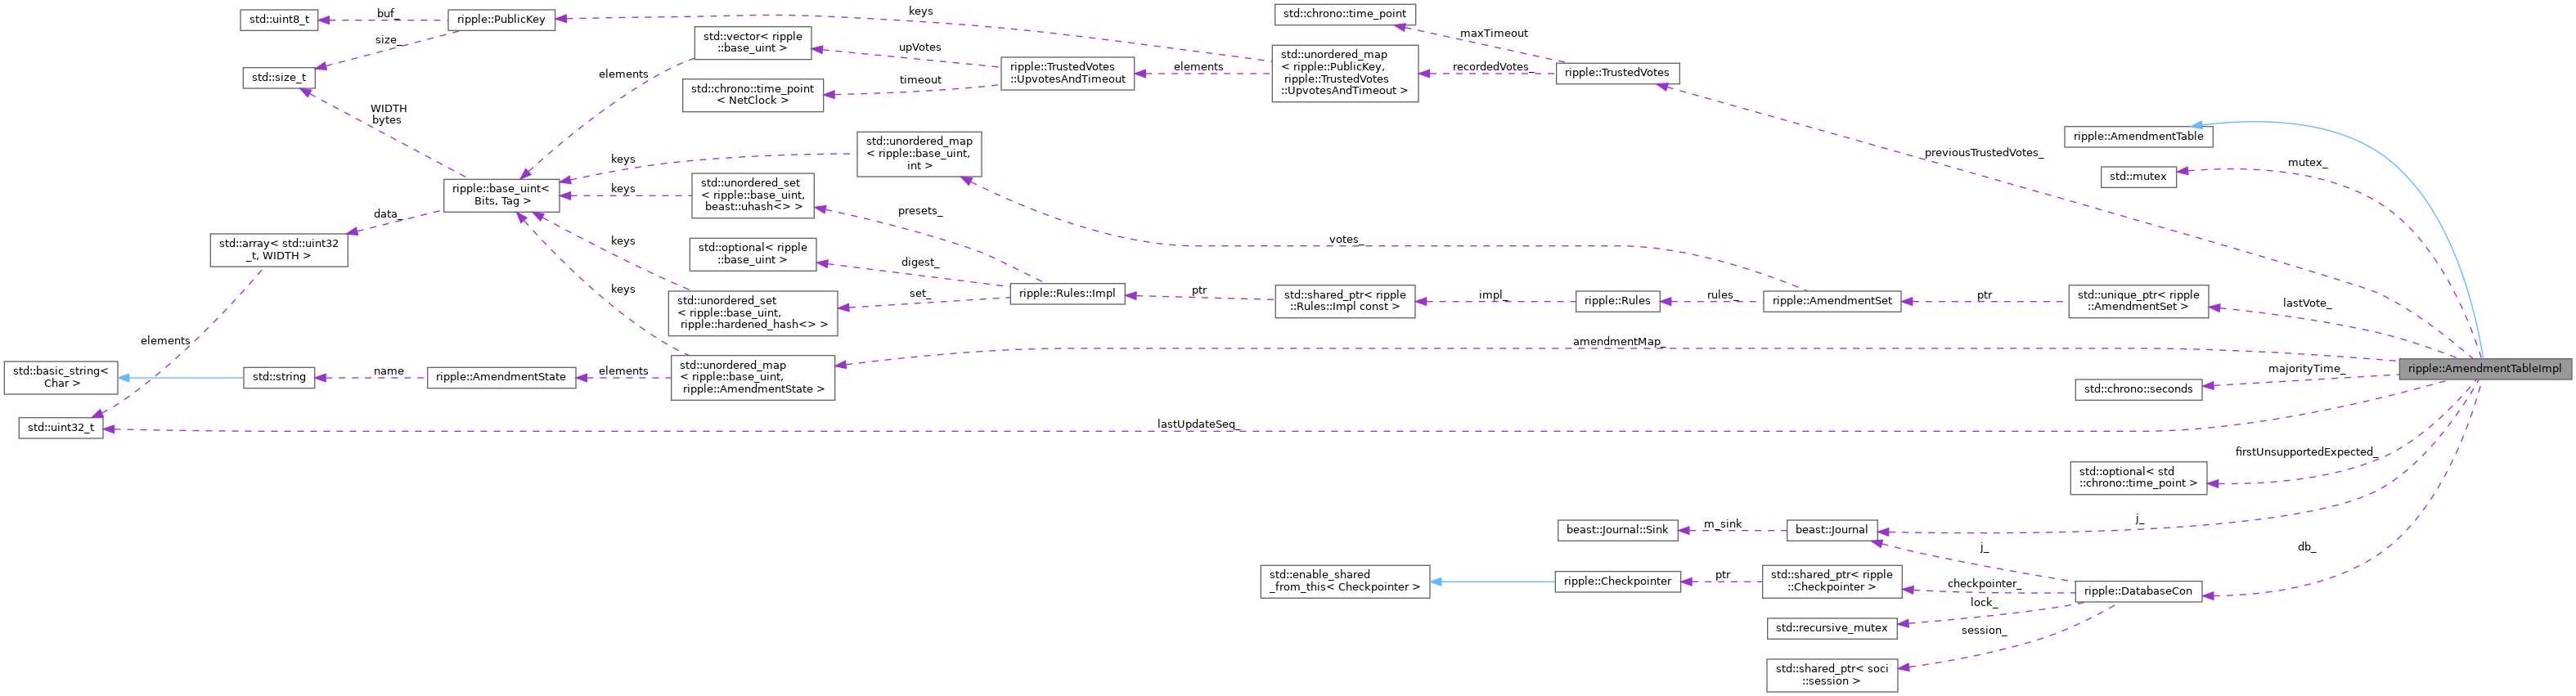 std::uint8_t
buf_
ripple::PublicKey
keys
std::chrono::time_point
size_
std::size_t
std::vector< ripple
::base_uint >
elements
upVotes
timeout
std::chrono::time_point
< NetClock >
ripple::TrustedVotes
::UpvotesAndTimeout
elements
std::unordered_map
< ripple::PublicKey,
ripple::TrustedVotes
::UpvotesAndTimeout >
maxTimeout
recordedVotes_
ripple::TrustedVotes
WIDTH
bytes
previousTrustedVotes_
ripple::AmendmentTable
mutex_
std::mutex
std::unordered_map
< ripple::base_uint,
int >
keys
ripple::base_uint<
Bits, Tag >
keys
std::unordered_set
< ripple::base_uint,
beast::uhash<> >
presets_
data_
std::array< std::uint32
_t, WIDTH >
keys
std::optional< ripple
::base_uint >
digest_
votes_
keys
std::unordered_set
< ripple::base_uint,
ripple::hardened_hash<> >
set_
ripple::Rules::Impl
ptr
std::shared_ptr< ripple
::Rules::Impl const >
impl_
ripple::Rules
rules_
ripple::AmendmentSet
ptr
std::unique_ptr< ripple
::AmendmentSet >
lastVote_
elements
amendmentMap_
std::basic_string<
Char >
std::string
name
ripple::AmendmentState
elements
std::unordered_map
< ripple::base_uint,
ripple::AmendmentState >
majorityTime_
std::chrono::seconds
ripple::AmendmentTableImpl
std::uint32_t
lastUpdateSeq_
firstUnsupportedExpected_
std::optional< std
::chrono::time_point >
beast::Journal::Sink
m_sink
beast::Journal
j_
j_
db_
std::enable_shared
_from_this< Checkpointer >
ripple::Checkpointer
ptr
std::shared_ptr< ripple
::Checkpointer >
checkpointer_
ripple::DatabaseCon
lock_
std::recursive_mutex
session_
std::shared_ptr< soci
::session >